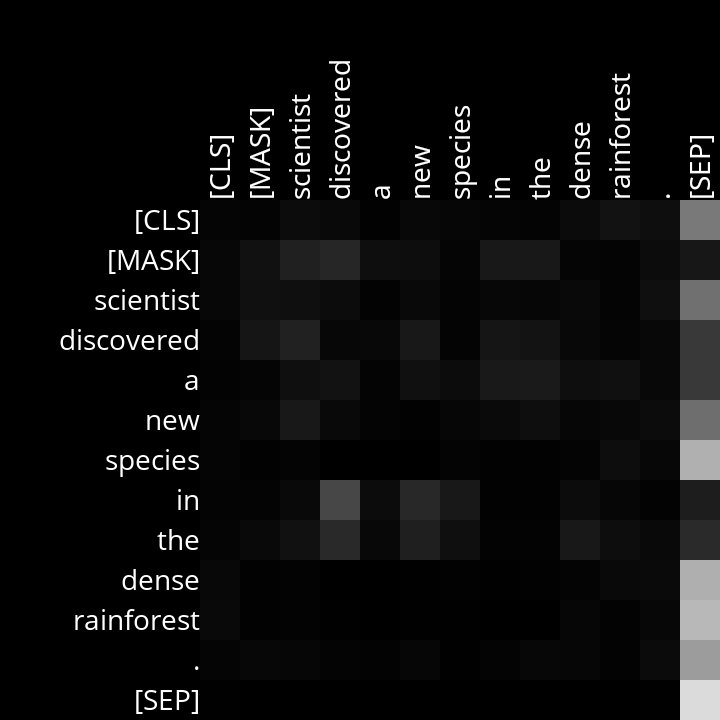 [CLS]
[MASK]
scientist
discovered
a
new
species
in
the
dense
rainforest
.
[SEP]
[CLS]
[MASK]
scientist
discovered
a
new
species
in
the
dense
rainforest
.
[SEP]